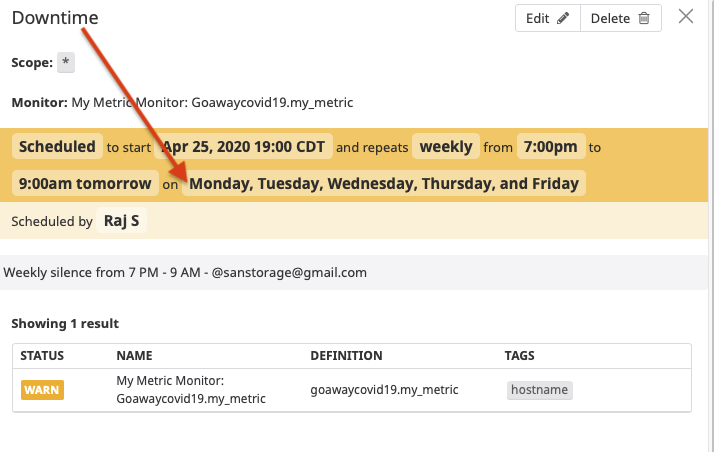 Downtime
Edit
Delete
Scope: *
Monitor: My Metric Monitor: Goawaycovid19.my_metric
Scheduled to start Apr 25, 2020 19:00 CDT and repeats weekly from 7:00pm to
9:00am tomorrow on Monday, Tuesday, Wednesday, Thursday, and Friday
Scheduled by Raj S
Weekly silence from 7 PM - 9 AM - @sanstorage@gmail.com
Showing 1 result
STATUS NAME DEFINITION TAGS
WARN My Metric Monitor: Goawaycovid19.my_metric goawaycovid19.my_metric hostname